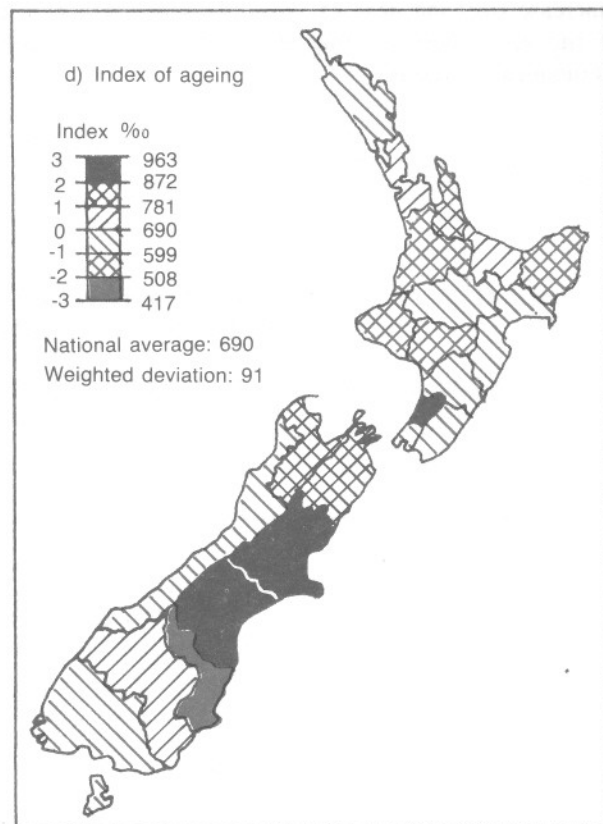 d) Index of ageing
Index ‰
3 963
2 872
1 781
0 690
-1 599
-2 508
-3 417
National average: 690
Weighted deviation: 91